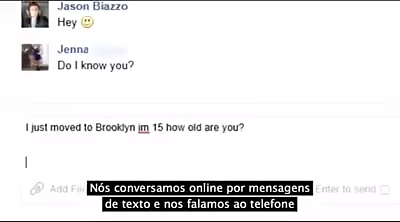 Jason Biazzo
Hey
Jenna
Do I know you?
I just moved to Brooklyn im 15 how old are you?
Add File
Enter to send
Nós conversamos online por mensagens
de texto e nos falamos ao telefone